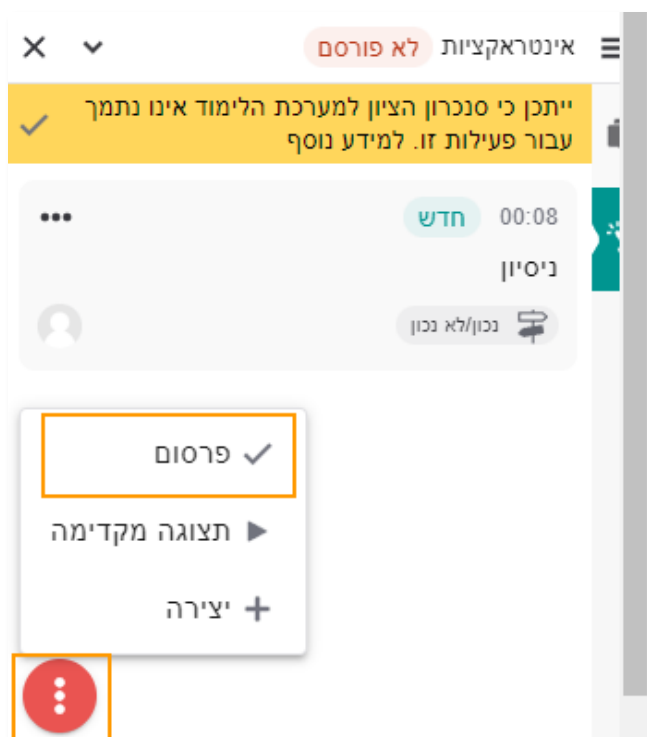 אינטראקציות לא פורסם
ייתכן כי סנכרון הציון למערכת הלימוד אינו נתמך
עבור פעילות זו. למידע נוסף
00:08 חדש
ניסיון
נכון/לא נכון
פרסום
תצוגה מקדימה
יצירה